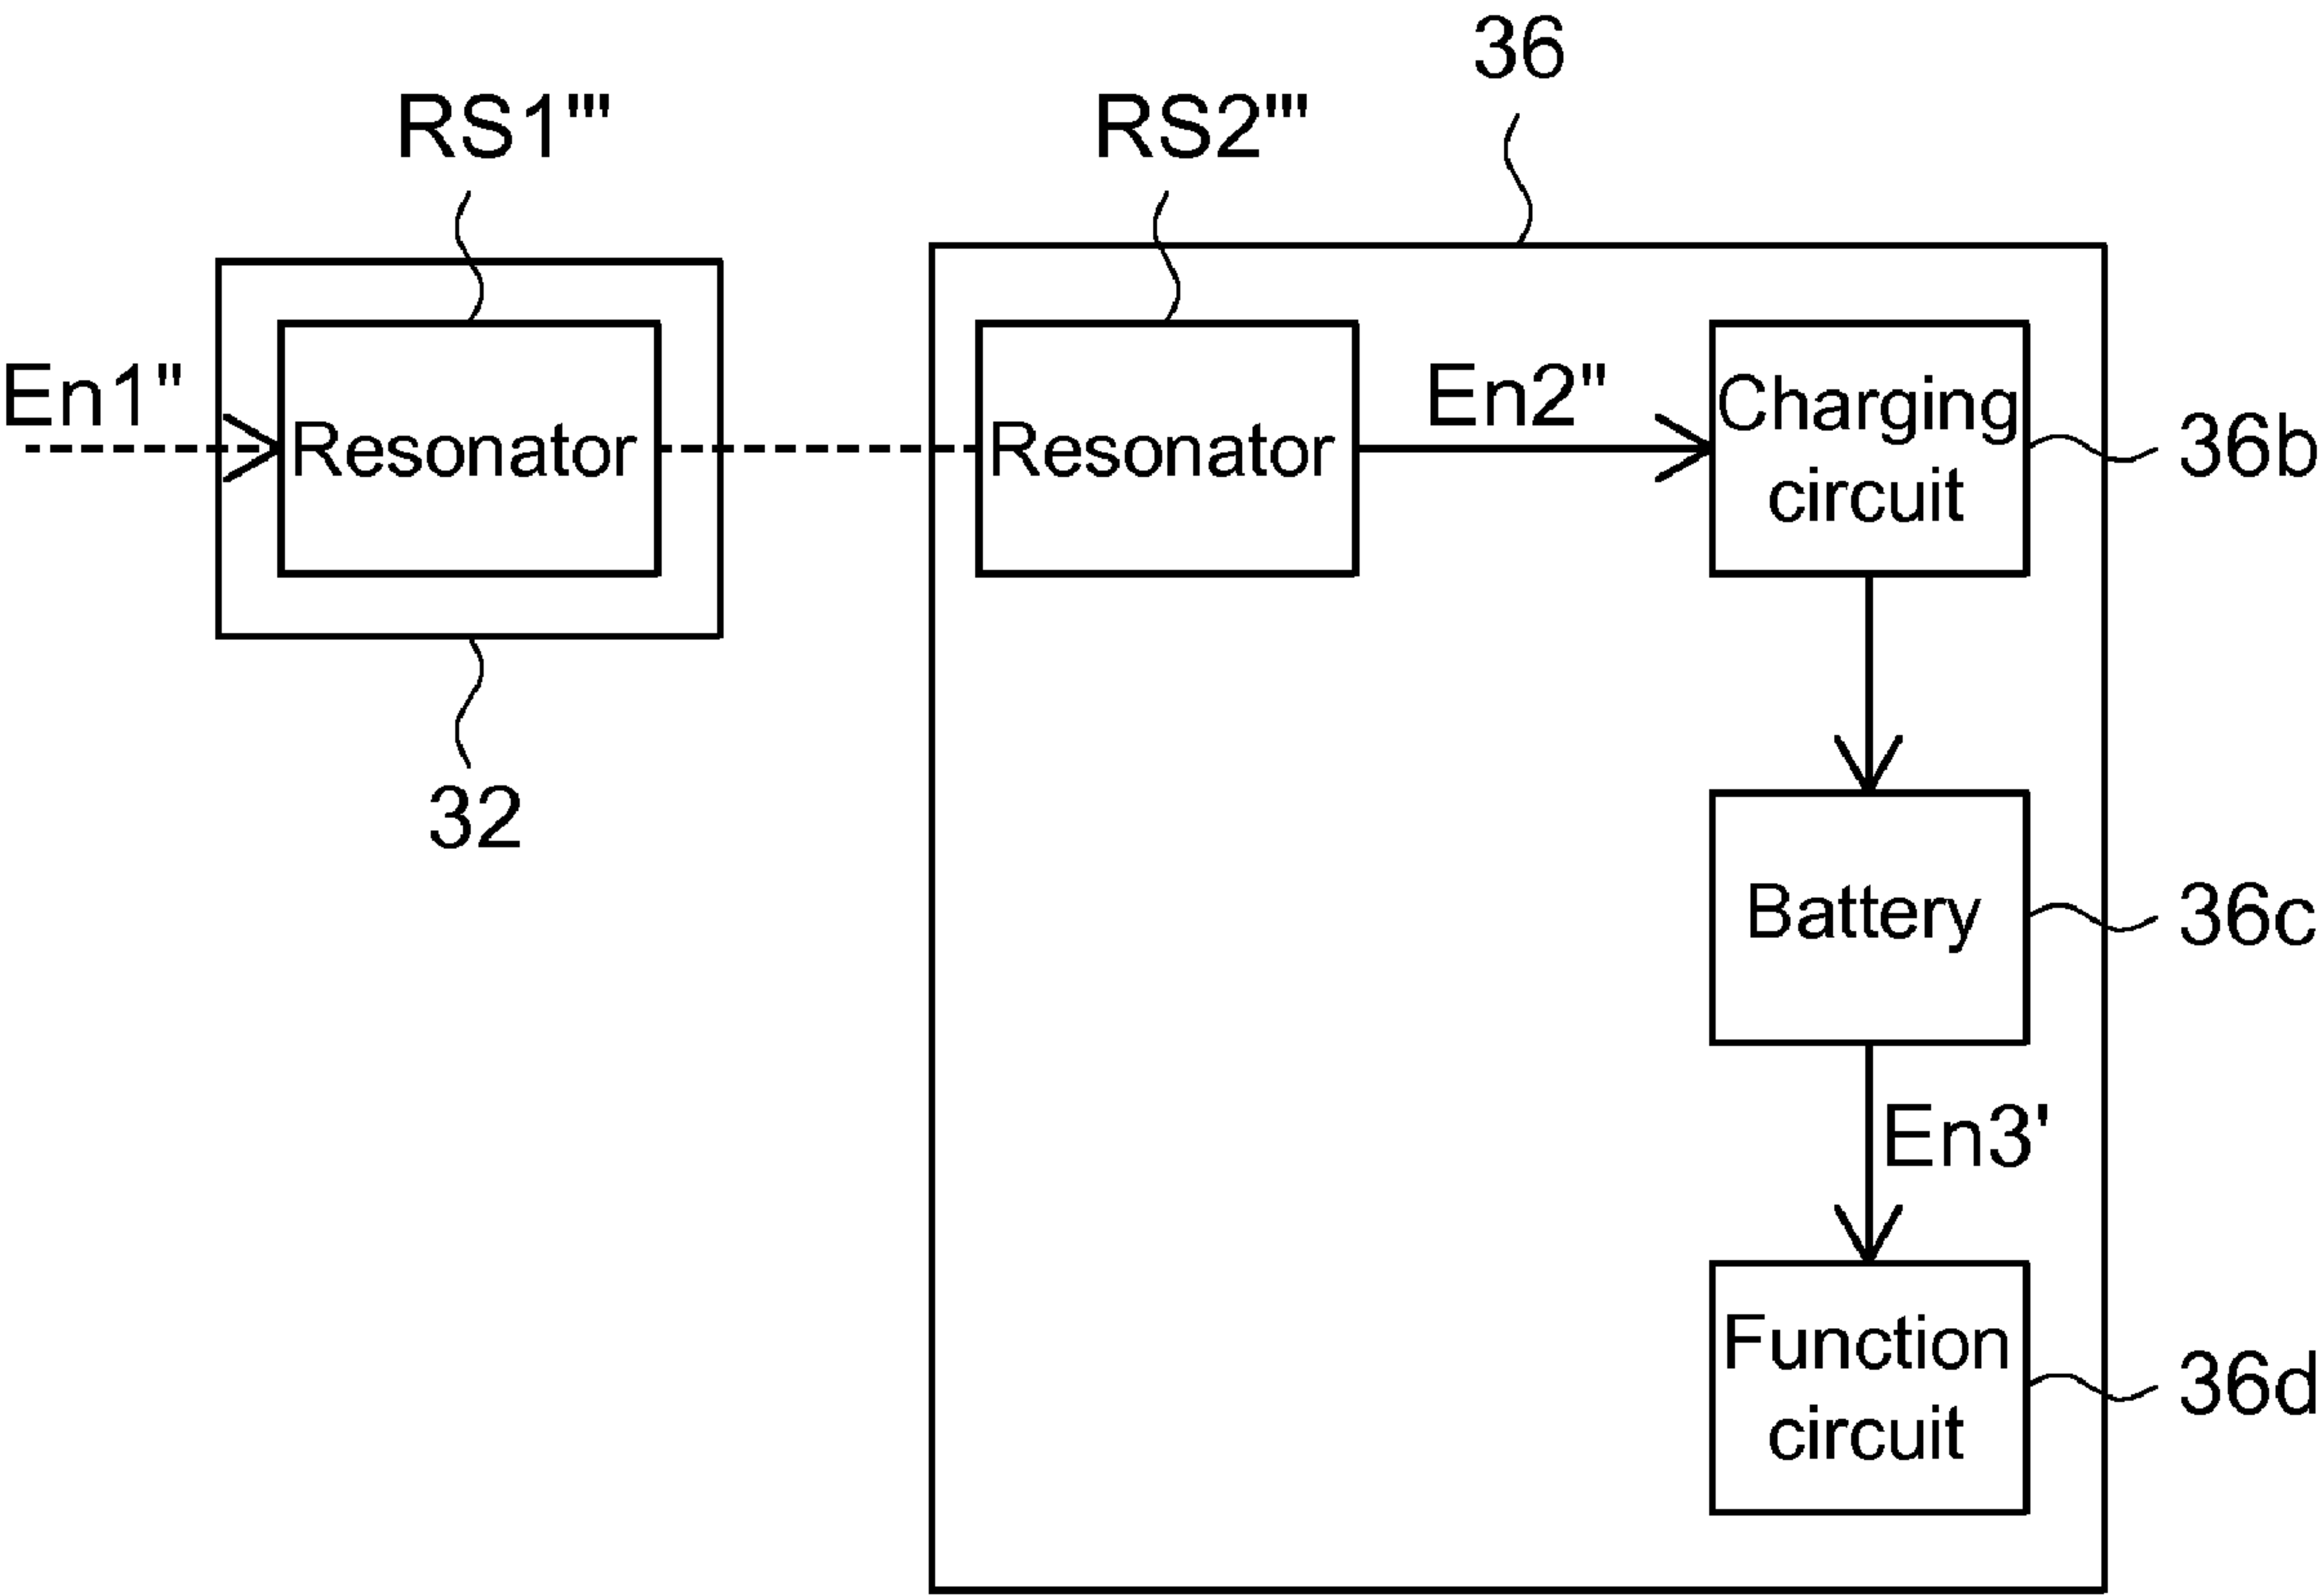 36
RS1"'
RS2"'
En1"
Resonator
Resonator
En2"
Charging
circuit
36b
32
Battery
36c
En3'
Function
circuit
36d